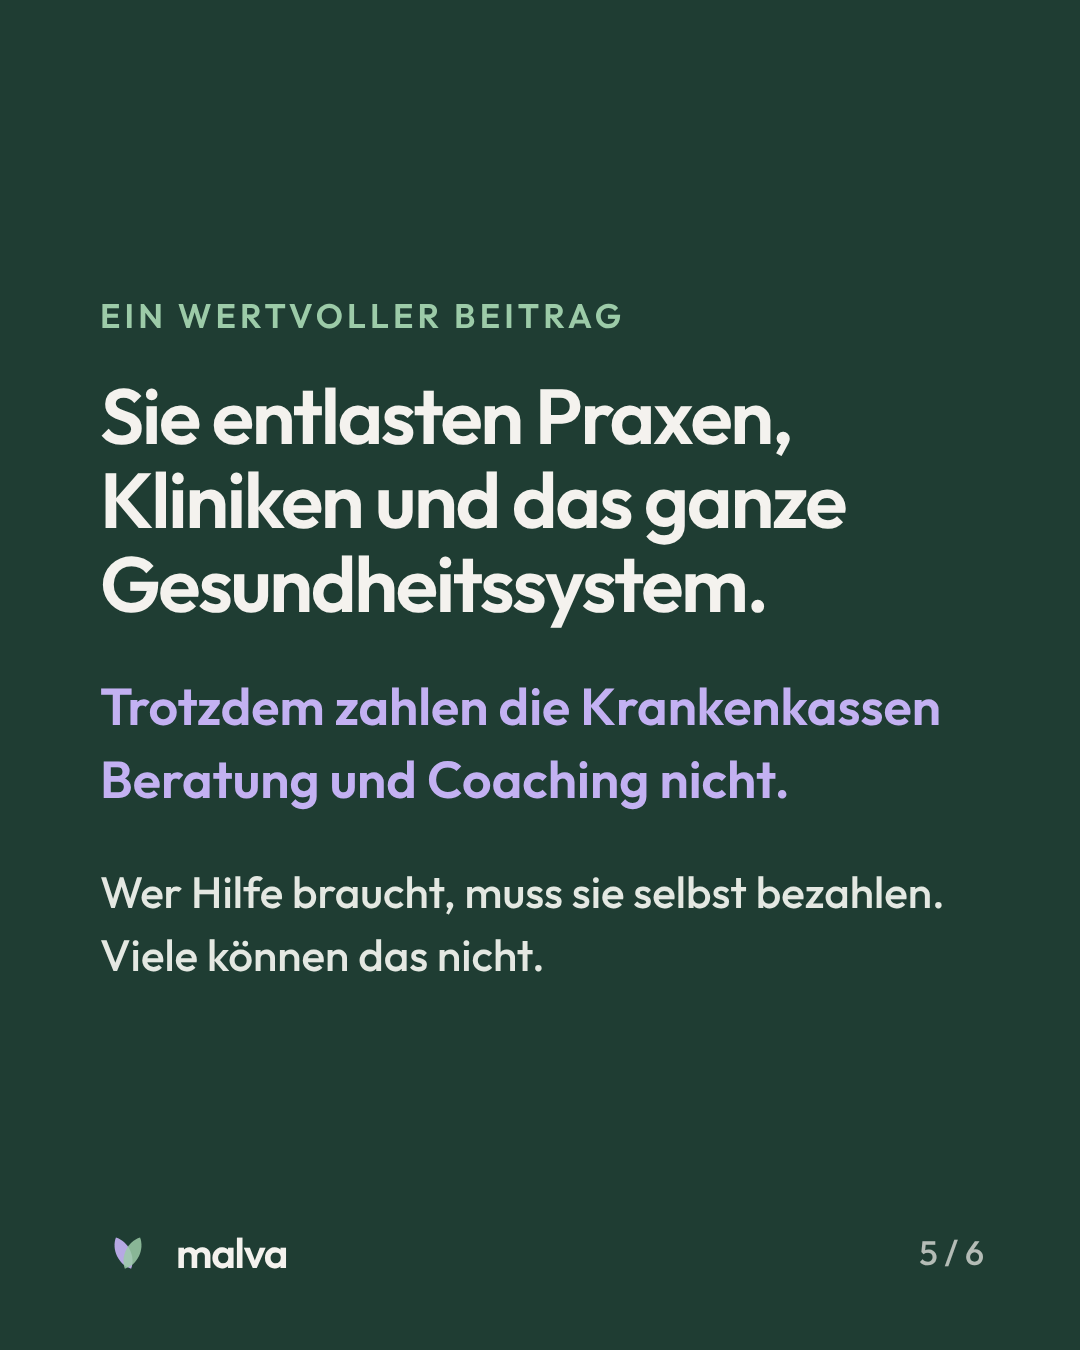 EIN WERTVOLLER BEITRAG
Sie entlasten Praxen,
Kliniken und das ganze
Gesundheitssystem.
Trotzdem zahlen die Krankenkassen
Beratung und Coaching nicht.
Wer Hilfe braucht, muss sie selbst bezahlen.
Viele können das nicht.
malva
5 / 6